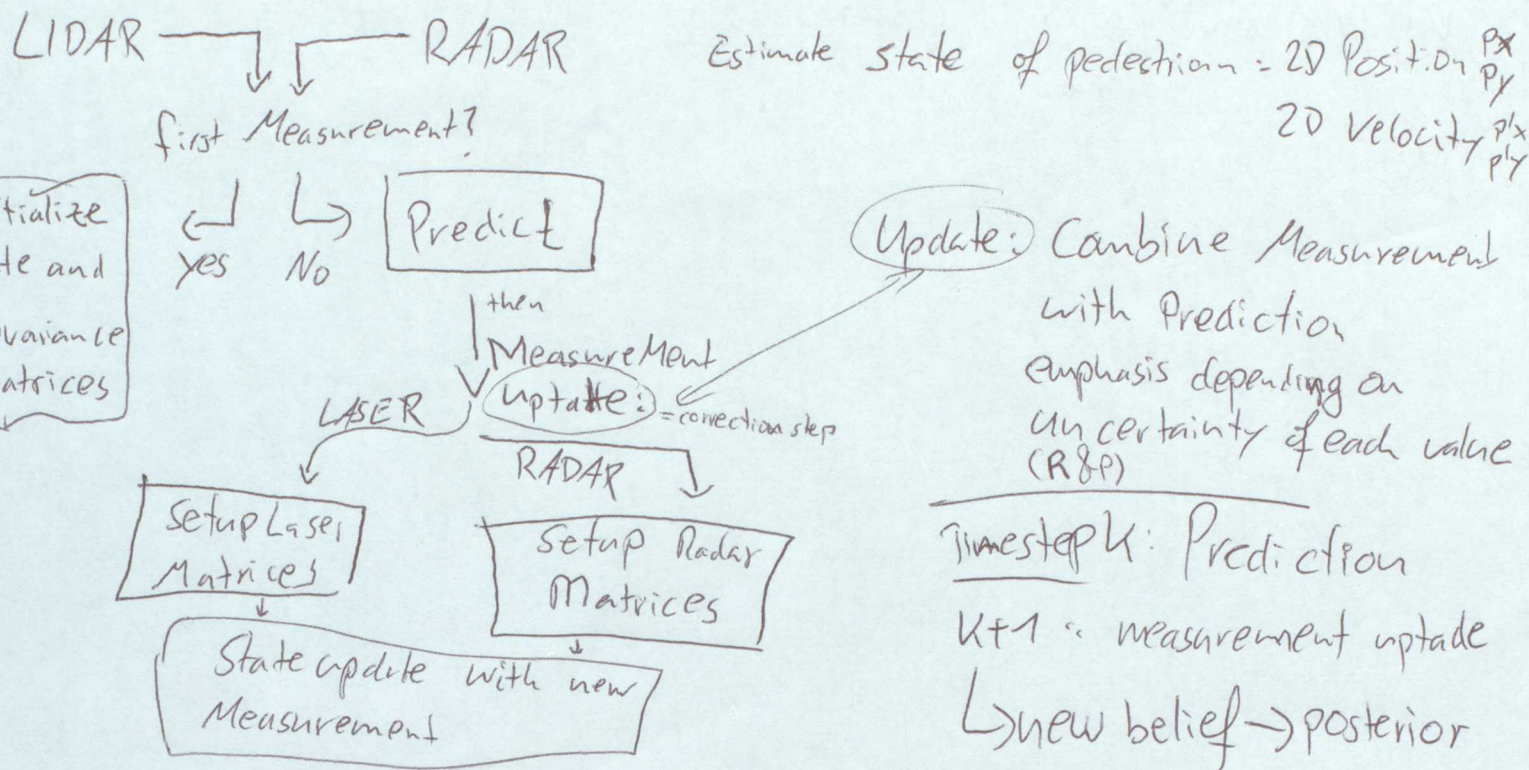 LIDAR RADAR
first Measurement?
tialize
te and
variance
atrices
yes No
Predict
then
Measurement
uptatte: = correction step
LASER
RADAR
Setup Laser
Matrices
Setup Radar
Matrices
State update with new
Measurement
Estimate state of pedestrian: 2D Position px
py
2D Velocity p'x
p'y
Update: Combine Measurement
with Prediction
emphasis depending on
Uncertainty of each value
(R&P)
Timestep k: Prediction
k+1: measurement uptade
↳new belief → posterior